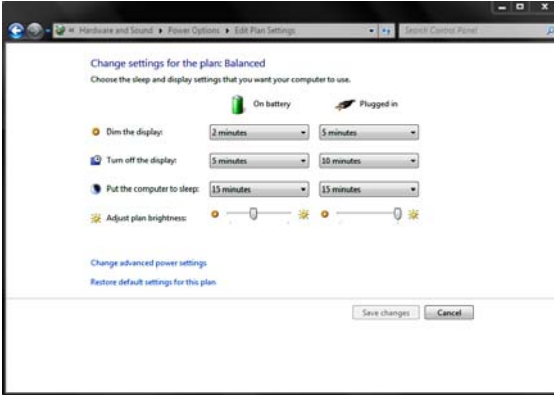 Hardware and Sound Power Options Edit Plan Settings Search Control Panel
Change settings for the plan: Balanced
Choose the sleep and display settings that you want your computer to use.
On battery Plugged in
Dim the display: 2 minutes 5 minutes
Turn off the display: 5 minutes 10 minutes
Put the computer to sleep: 15 minutes 15 minutes
Adjust plan brightness:
Change advanced power settings
Restore default settings for this plan
Save changes Cancel